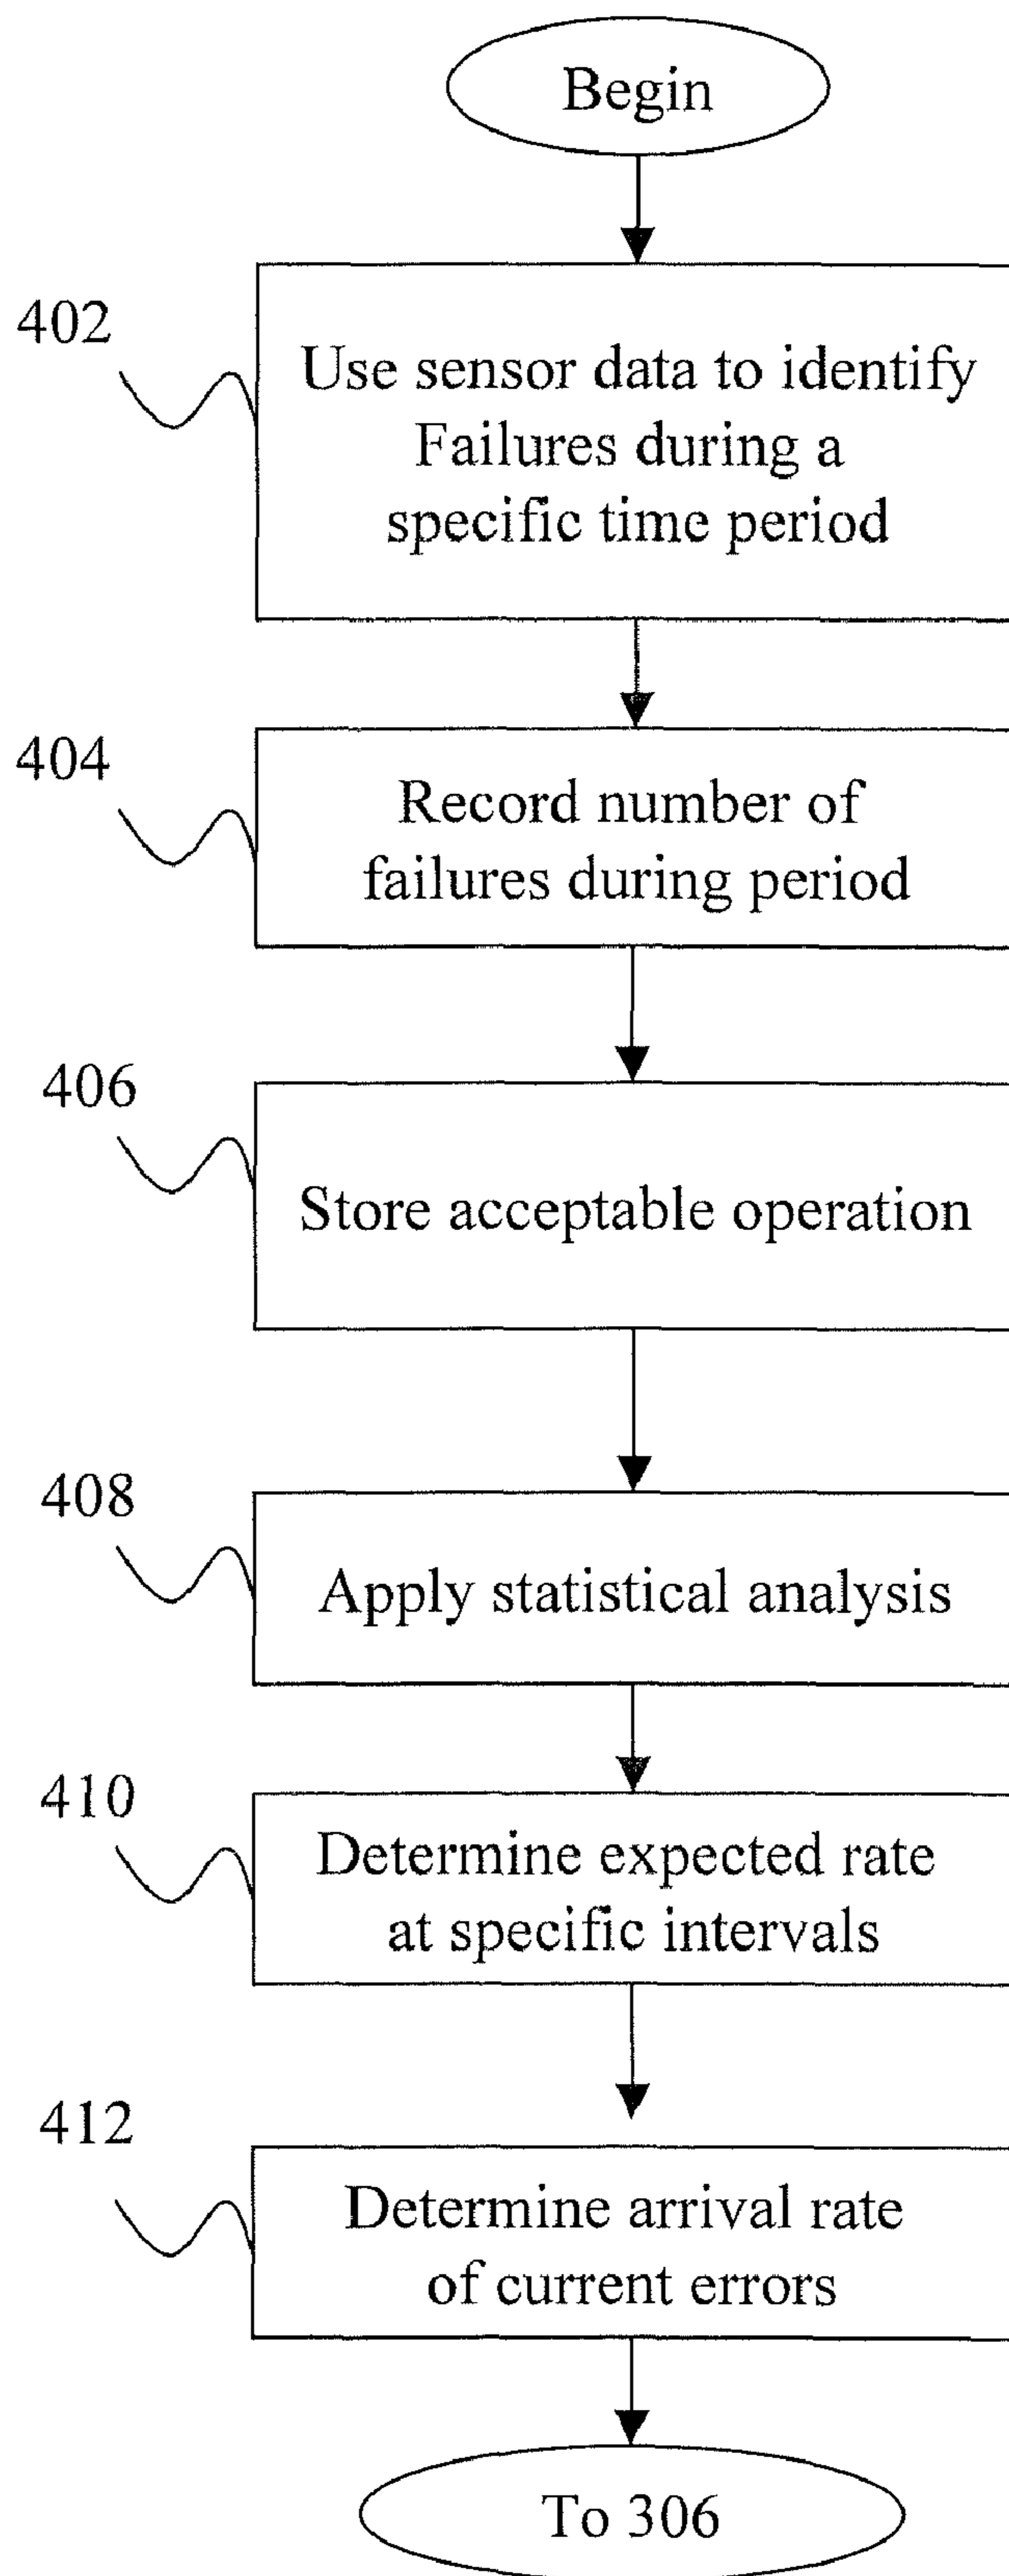 Begin
402
Use sensor data to identify
Failures during a
specific time period
404
Record number of
failures during period
406
Store acceptable operation
408
Apply statistical analysis
410
Determine expected rate
at specific intervals
412
Determine arrival rate
of current errors
To 306